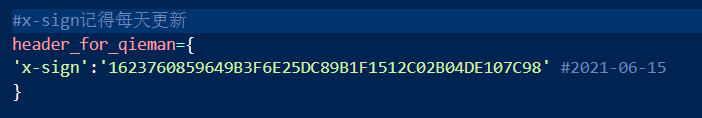 #x-sign记得每天更新
header_for_qieman={
'x-sign':'1623760859649B3F6E25DC89B1F1512C02B04DE107C98' #2021-06-15
}